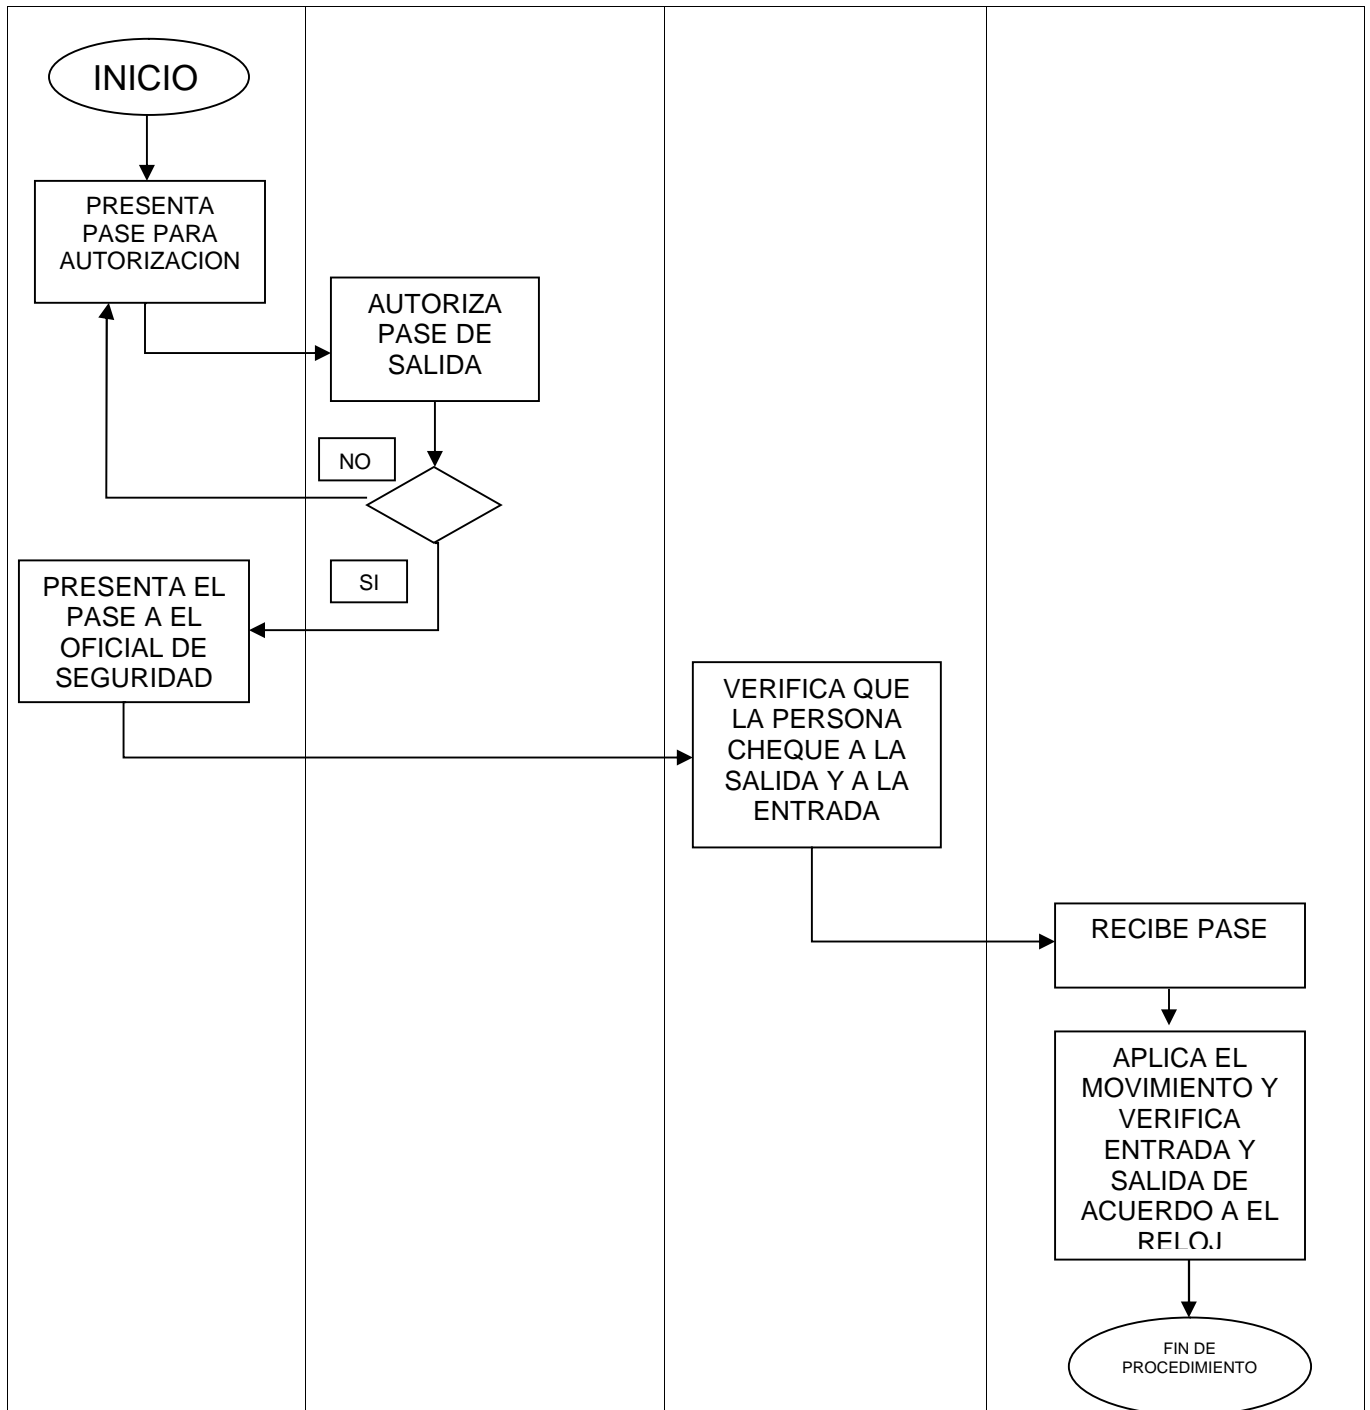 INICIO
PRESENTA
PASE PARA
AUTORIZACION
AUTORIZA
PASE DE
SALIDA
NO
SI
PRESENTA EL
PASE A EL
OFICIAL DE
SEGURIDAD
VERIFICA QUE
LA PERSONA
CHEQUE A LA
SALIDA Y A LA
ENTRADA
RECIBE PASE
APLICA EL
MOVIMIENTO Y
VERIFICA
ENTRADA Y
SALIDA DE
ACUERDO A EL
RELOJ
FIN DE
PROCEDIMIENTO